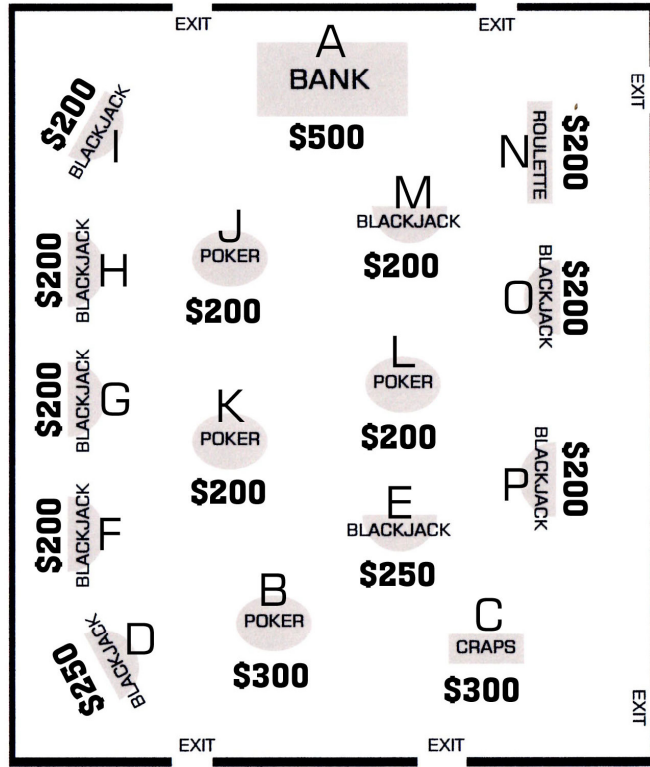 EXIT
EXIT
A
BANK
$500
EXIT
$200
BLACKJACK
I
N
ROULETTE
$200
M
BLACKJACK
$200
J
POKER
$200
$200
BLACKJACK
H
O
BLACKJACK
$200
L
POKER
$200
$200
BLACKJACK
G
K
POKER
$200
P
BLACKJACK
$200
E
BLACKJACK
$250
$200
BLACKJACK
F
B
POKER
$300
C
CRAPS
$300
D
BLACKJACK
$250
EXIT
EXIT
EXIT